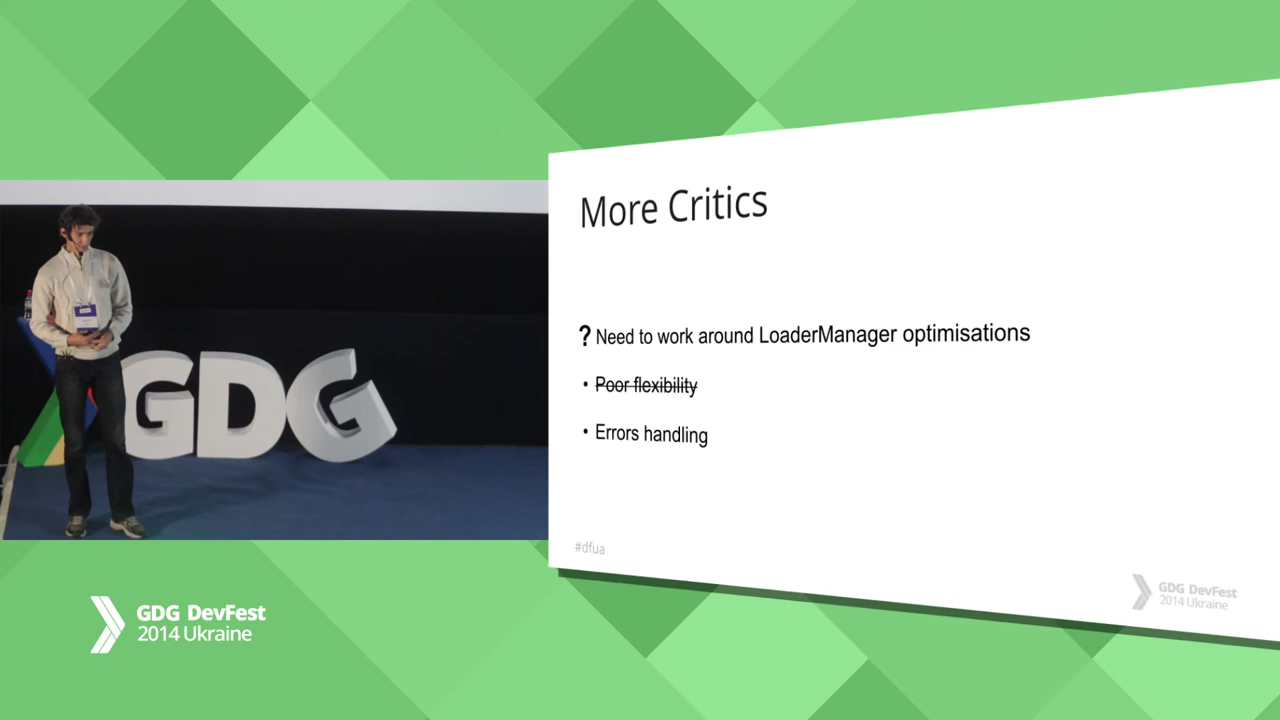 More Critics
? Need to work around LoaderManager optimisations
• Poor flexibility
• Errors handling
#dfua
GDG DevFest
2014 Ukraine
GDG
GDG DevFest
2014 Ukraine